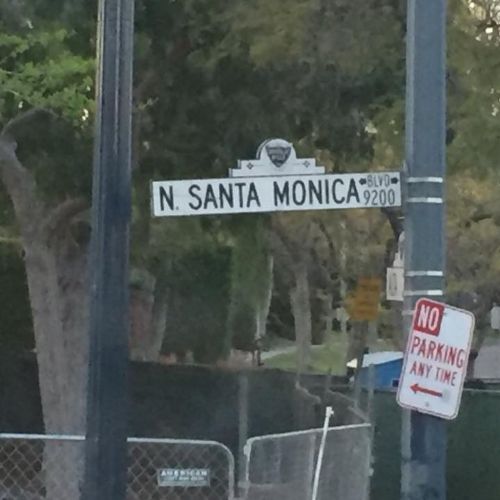 N. SANTA MONICA BLVD
9200
NO
PARKING
ANY TIME
AMERICAN